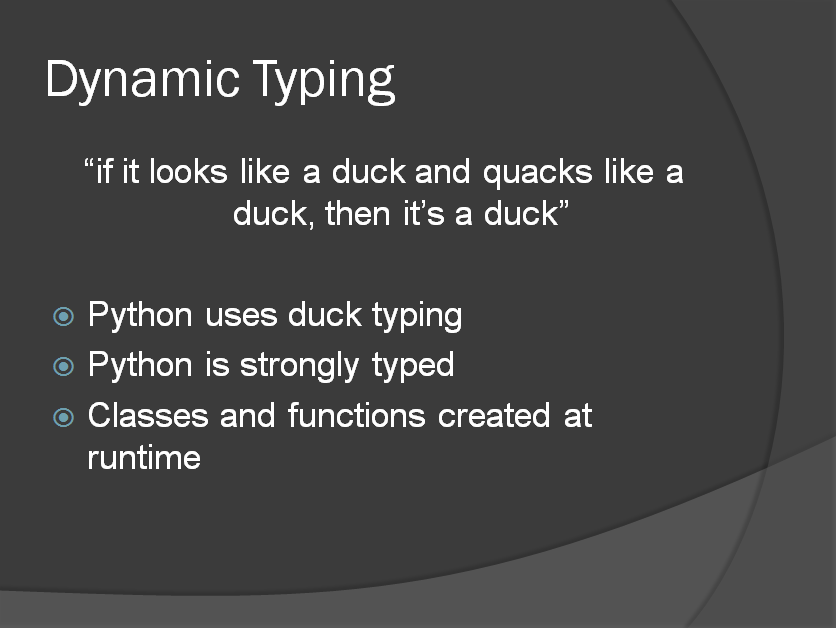 Dynamic Typing
“if it looks like a duck and quacks like a
duck, then it’s a duck”
Python uses duck typing
Python is strongly typed
Classes and functions created at
runtime